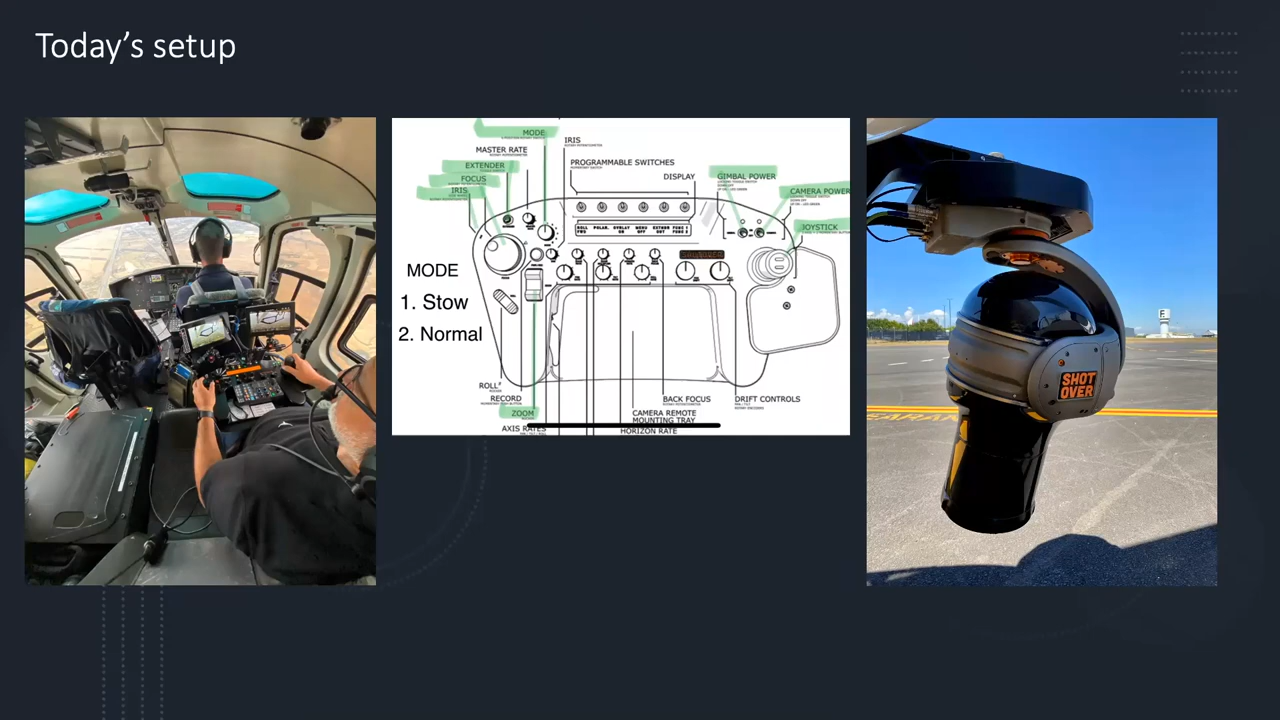 Today's setup
MODE
IRIS
MASTER RATE
PROGRAMMABLE SWITCHES
EXTENDER
DISPLAY
GIMBAL POWER
FOCUS
IRIS
CAMERA POWER
JOYSTICK
MODE
1. Stow
2. Normal
ROLL
RECORD
BACK FOCUS
DRIFT CONTROLS
ZOOM
CAMERA REMOTE
MOUNTING TRAY
AXIS RATES
HORIZON RATE
SHOT
OVER
F